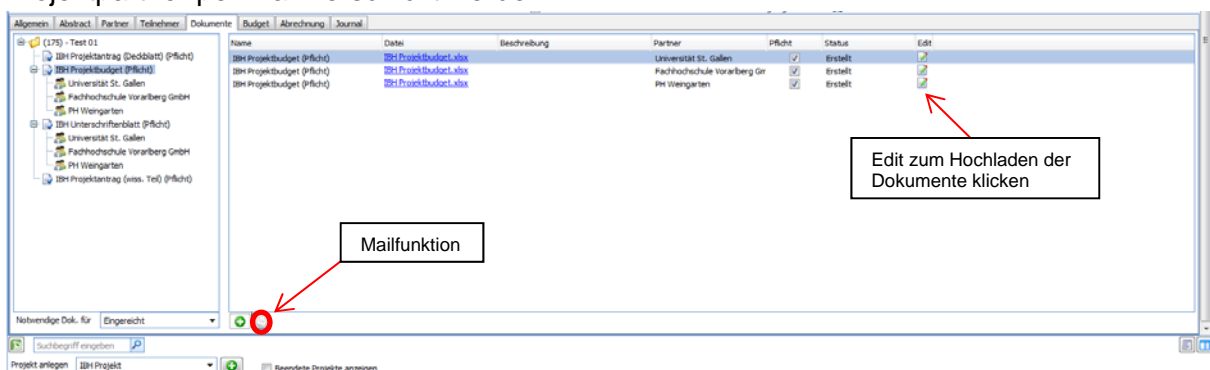 Allgemein Abstract Partner Teilnehmer Dokumente Budget Abrechnung Journal
(175) - Test 01
IBH Projektantrag (Deckblatt) (Pflicht)
IBH Projektbudget (Pflicht)
Universität St. Gallen
Fachhochschule Vorarlberg GmbH
PH Weingarten
IBH Unterschriftenblatt (Pflicht)
Universität St. Gallen
Fachhochschule Vorarlberg GmbH
PH Weingarten
IBH Projektantrag (wiss. Teil) (Pflicht)
Name Datei Beschreibung Partner Pflicht Status Edit
IBH Projektbudget (Pflicht) IBH Projektbudget.xlsx Universität St. Gallen Erstellt
IBH Projektbudget (Pflicht) IBH Projektbudget.xlsx Fachhochschule Vorarlberg Gm Erstellt
IBH Projektbudget (Pflicht) IBH Projektbudget.xlsx PH Weingarten Erstellt
Edit zum Hochladen der
Dokumente klicken
Mailfunktion
Notwendige Dok. für Eingereicht
Suchbegriff eingeben
Projekt anlegen IBH Projekt Beendete Projekte anzeigen